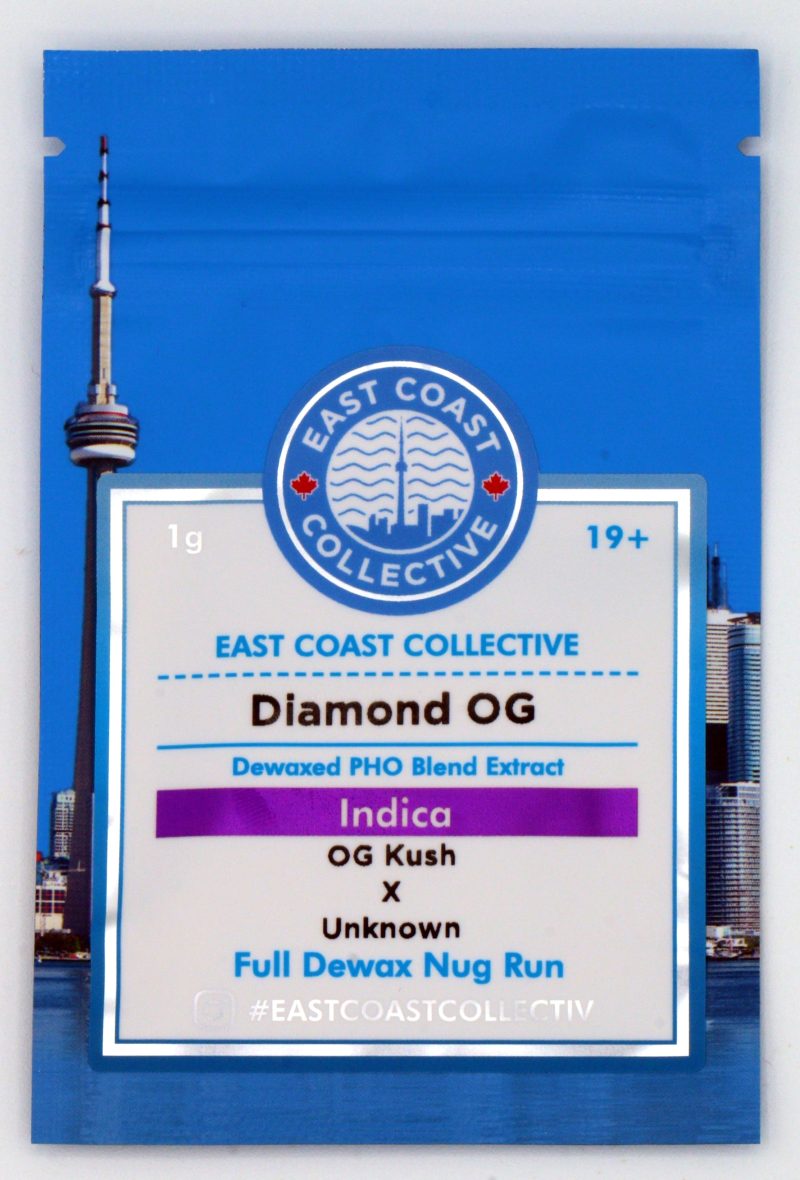 EAST COAST
COLLECTIVE
1g
19+
EAST COAST COLLECTIVE
Diamond OG
Dewaxed PHO Blend Extract
Indica
OG Kush
X
Unknown
Full Dewax Nug Run
#EASTCOASTCOLLECTIV